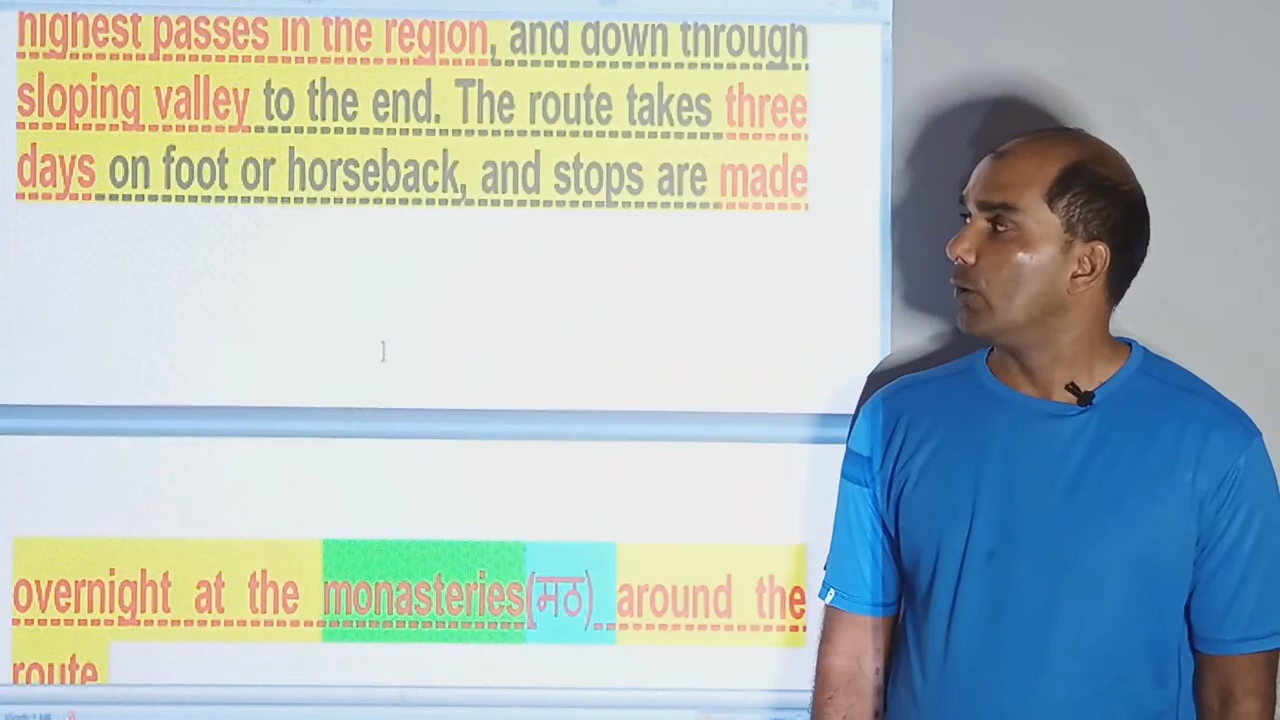 highest passes in the region, and down through
sloping valley to the end. The route takes three
days on foot or horseback, and stops are made
overnight at the monasteries(मठ) around the
route